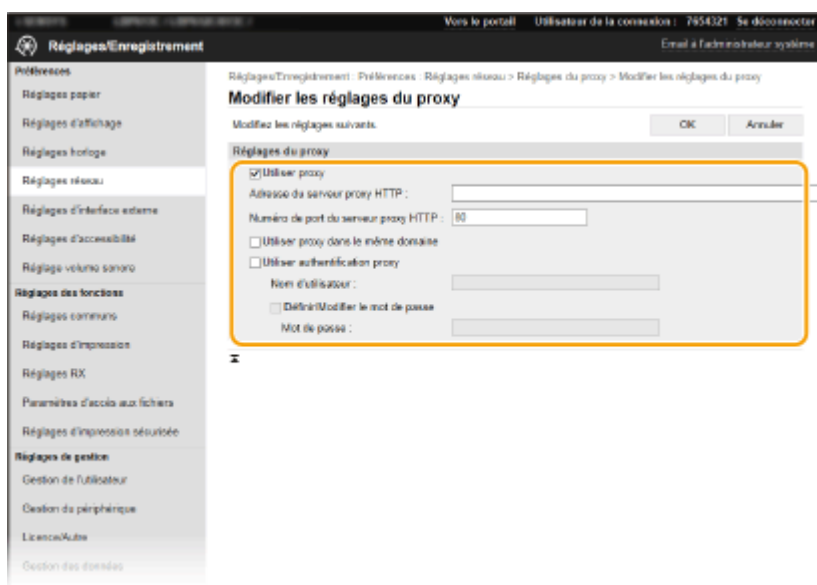 Vers le portail Utilisateur de la connexion : 7654321 Se déconnecter
Réglages/Enregistrement Email à l'administrateur système
Préférences
Réglages papier
Réglages d'affichage
Réglages horloge
Réglages réseau
Réglages d'interface externe
Réglages d'accessibilité
Réglage volume sonore
Réglages des fonctions
Réglages communs
Réglages d'impression
Réglages RX
Paramètres d'accès aux fichiers
Réglages d'impression sécurisée
Réglages de gestion
Gestion de l'utilisateur
Gestion du périphérique
Licence/Autre
Gestion des données
Réglages/Enregistrement : Préférences : Réglages réseau > Réglages du proxy > Modifier les réglages du proxy
Modifier les réglages du proxy
Modifiez les réglages suivants. OK Annuler
Réglages du proxy
Utiliser proxy
Adresse du serveur proxy HTTP :
Numéro de port du serveur proxy HTTP : 80
Utiliser proxy dans le même domaine
Utiliser authentification proxy
Nom d'utilisateur :
Définir/Modifier le mot de passe
Mot de passe :